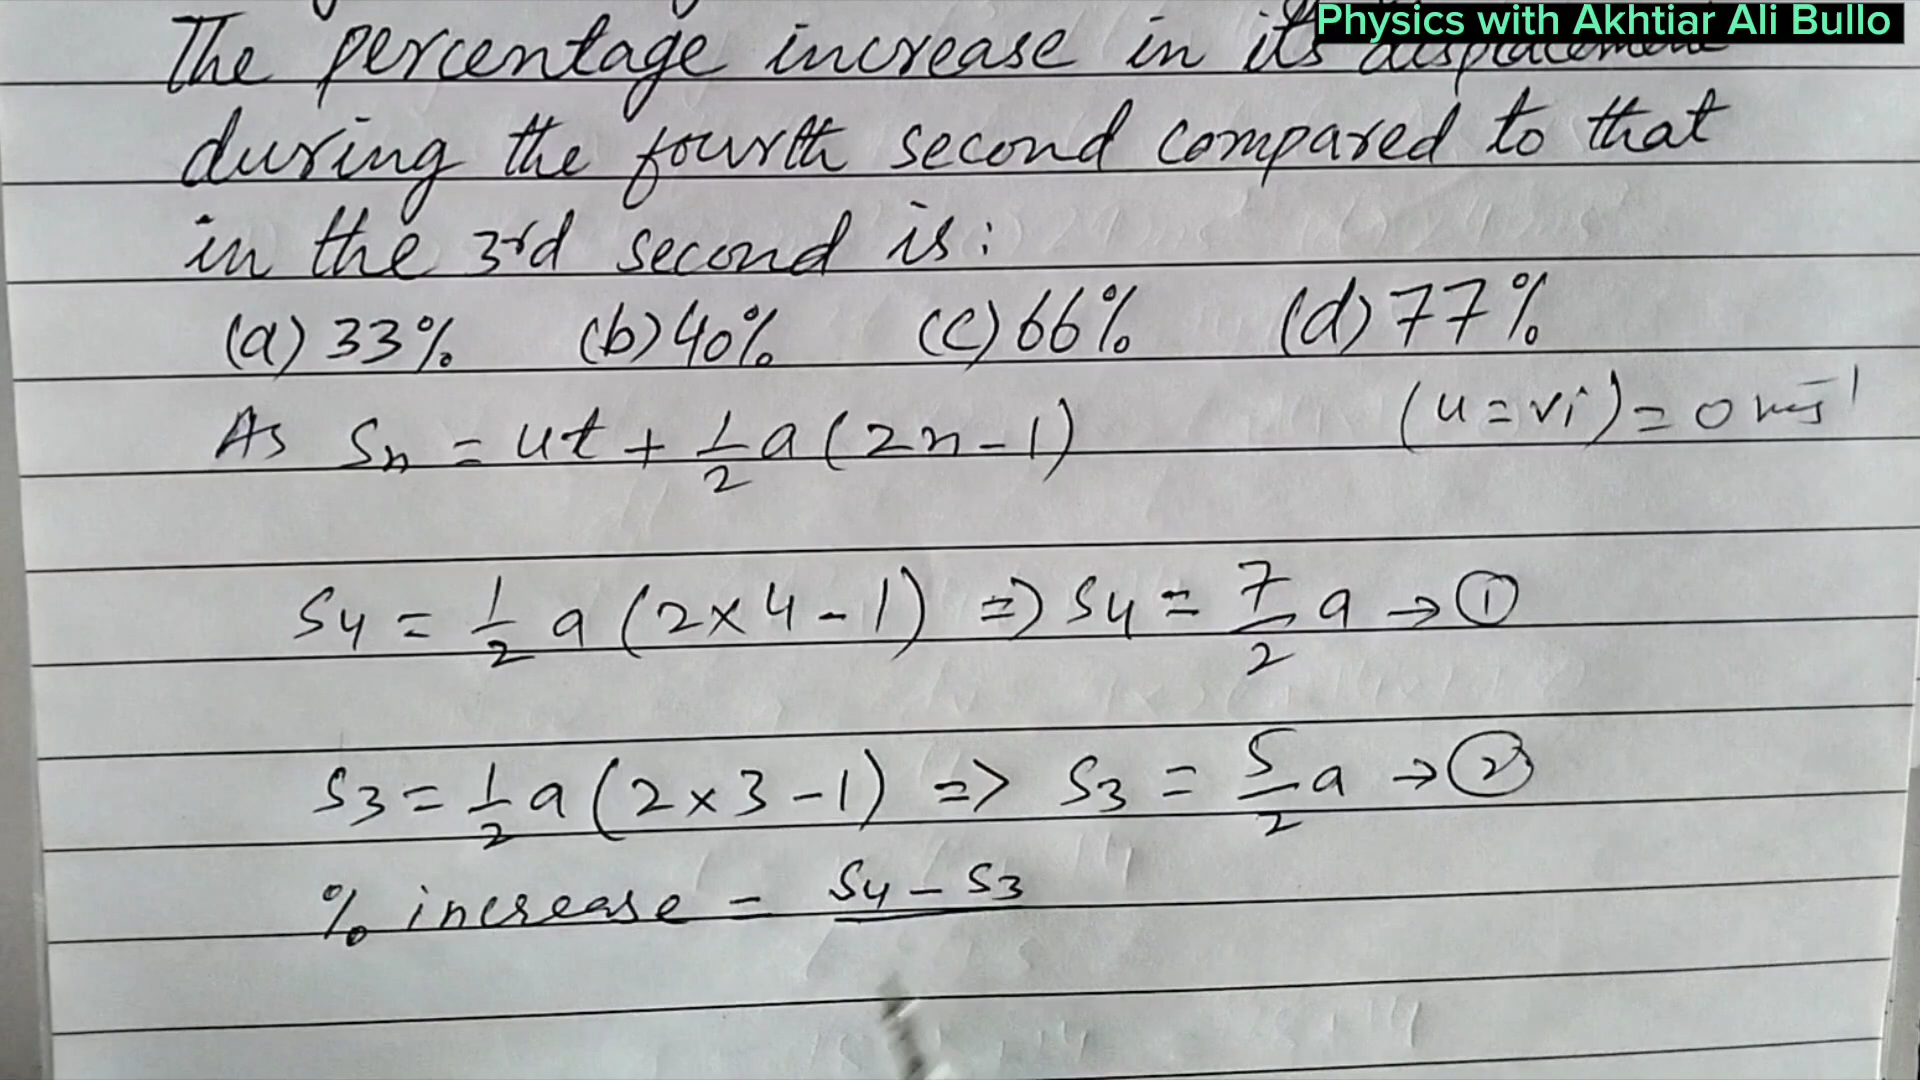 Physics with Akhtiar Ali Bullo
The percentage increase in its displacement
during the fourth second compared to that
in the 3rd second is:
(a) 33% (b) 40% (c) 66% (d) 77%
As Sn = ut + 1/2 a (2n - 1) (u = vi) = 0 ms⁻¹
S4 = 1/2 a (2 × 4 - 1) => S4 = 7/2 a → ①
S3 = 1/2 a (2 × 3 - 1) => S3 = 5/2 a → ②
% increase = S4 - S3